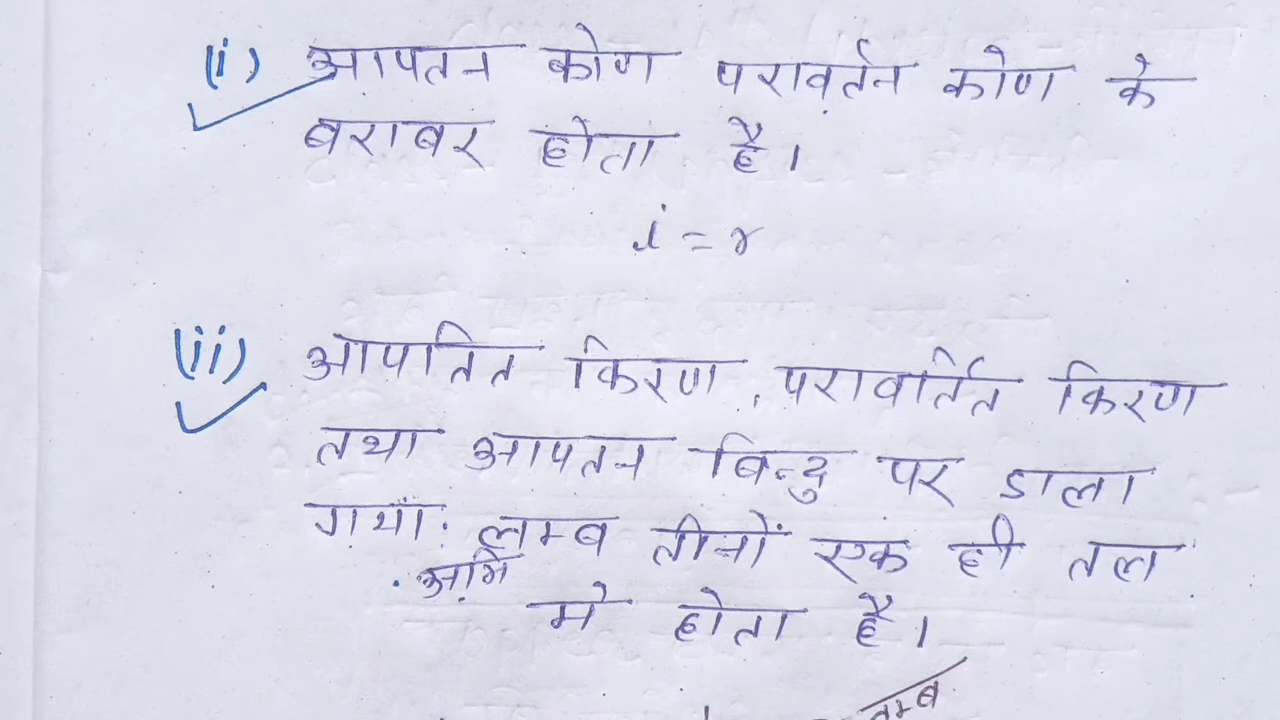 (i) आपतन कोण परावर्तन कोण के
बराबर होता है।
i = r
(ii) आपतित किरण, परावर्तित किरण
तथा आपतन बिन्दु पर डाला
गया लम्ब तीनों एक ही तल
अभि
मे होता है।
लम्ब